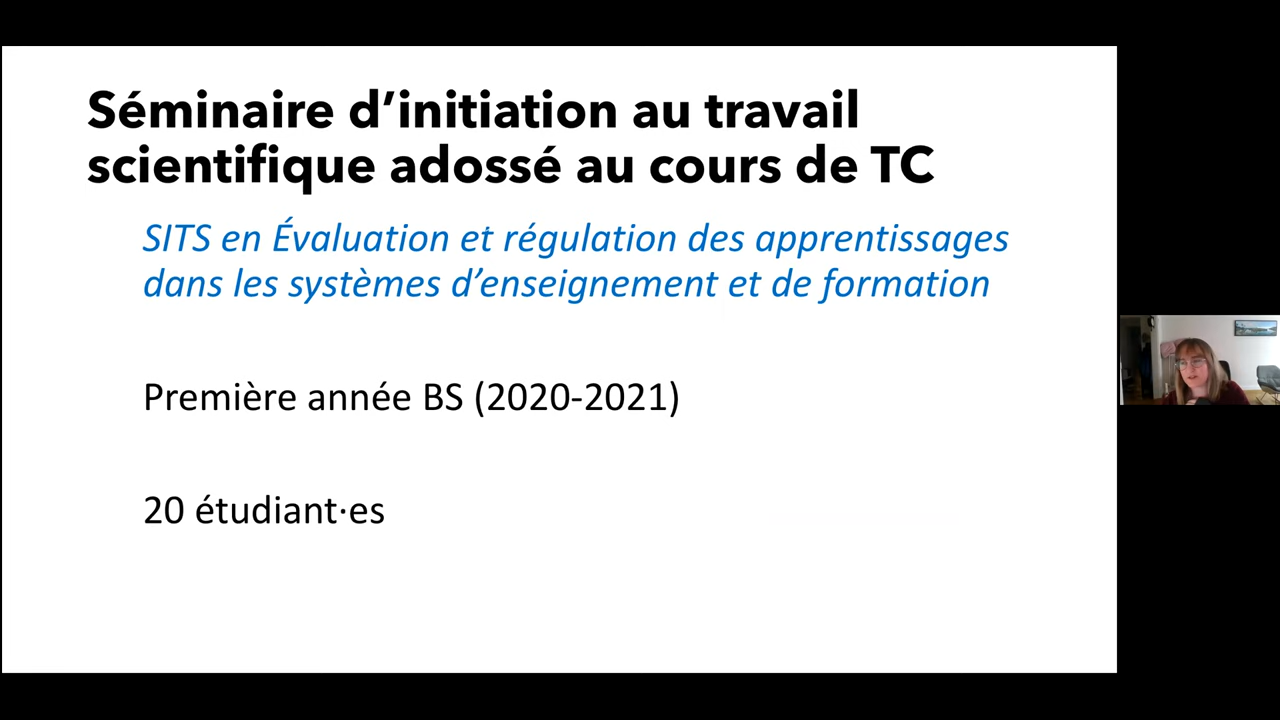 Séminaire d’initiation au travail
scientifique adossé au cours de TC
SITS en Évaluation et régulation des apprentissages
dans les systèmes d’enseignement et de formation
Première année BS (2020-2021)
20 étudiant·es